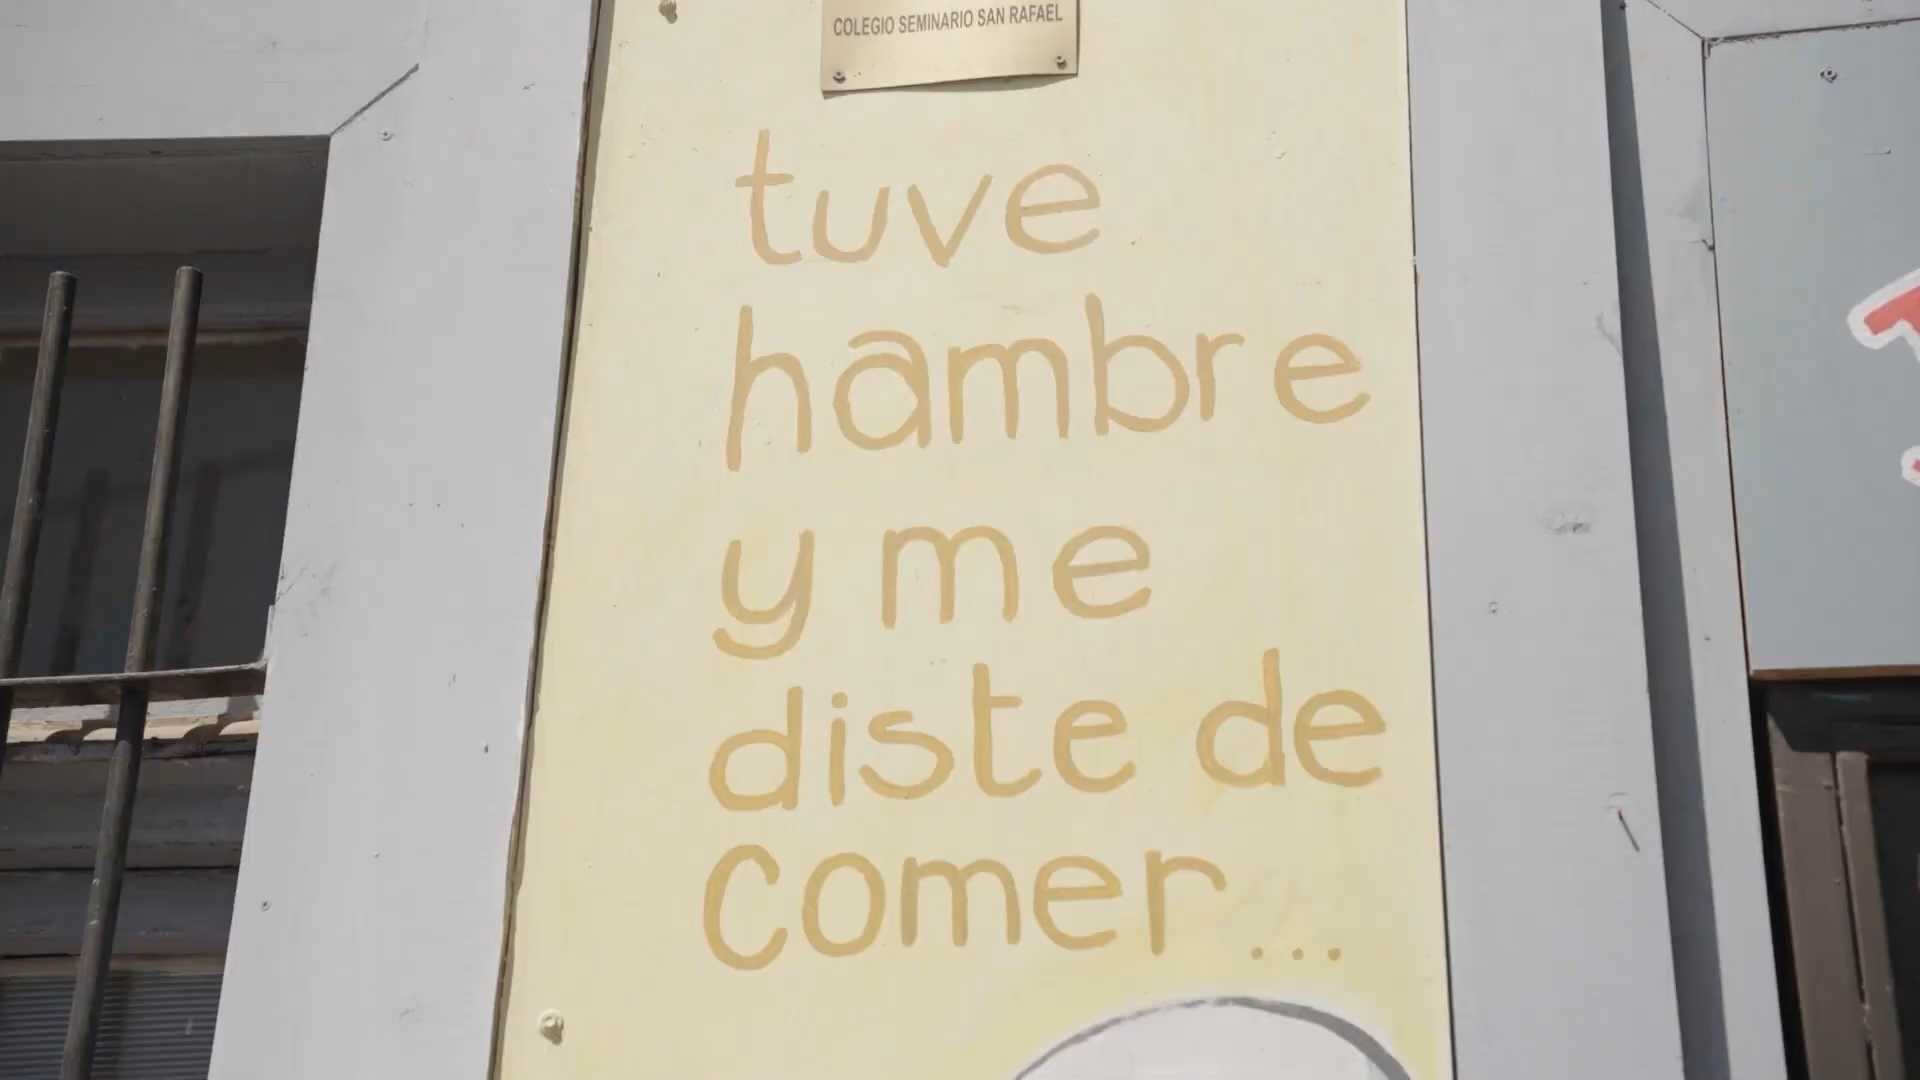 COLEGIO SEMINARIO SAN RAFAEL
tuve
hambre
y me
diste de
comer...